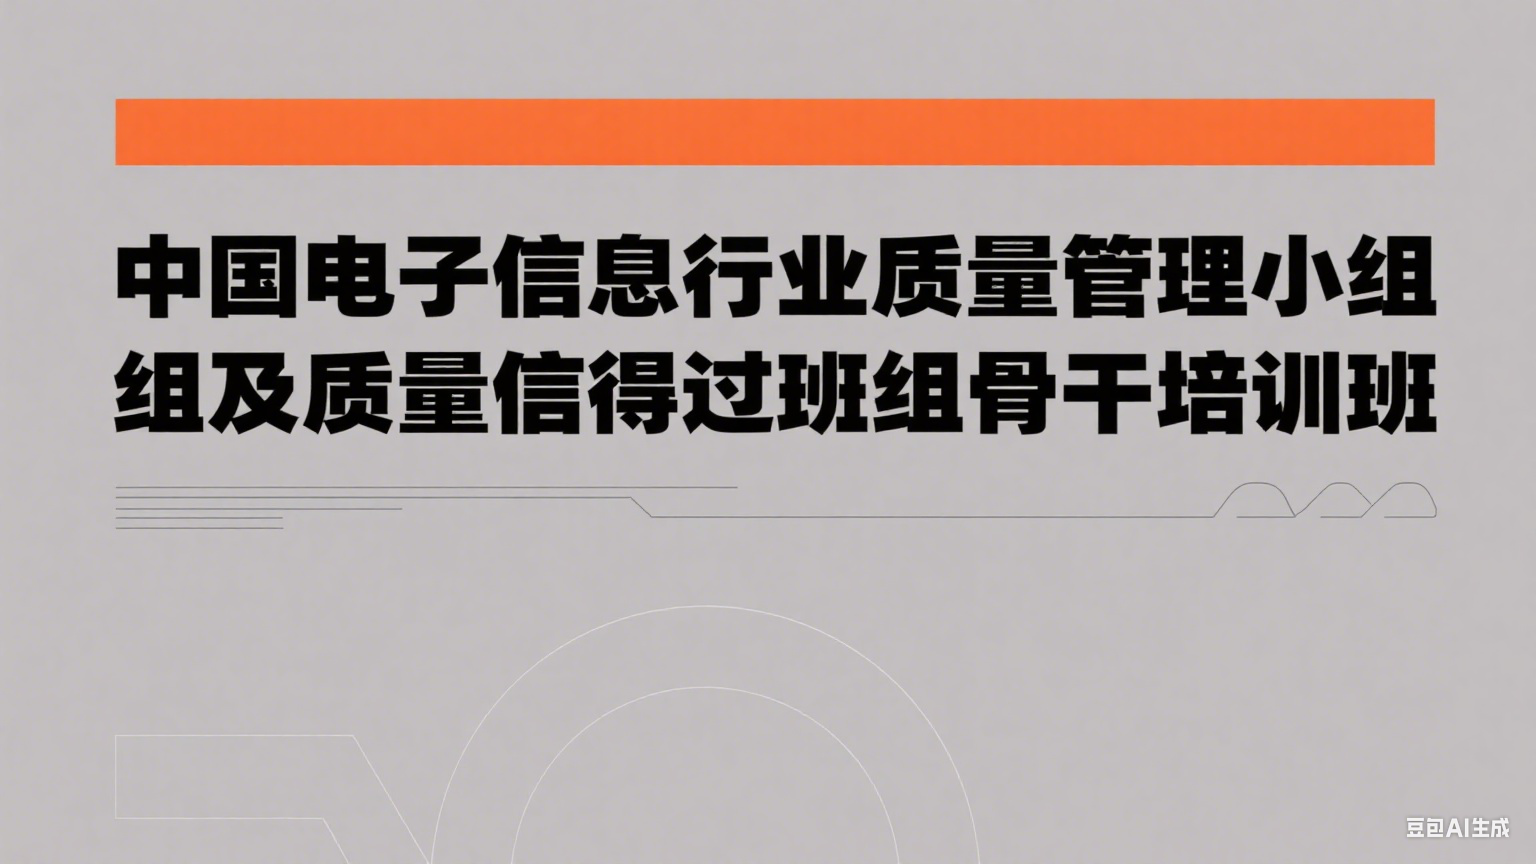 中国电子信息行业质量管理小组
组及质量信得过班组骨干培训班
豆包AI生成